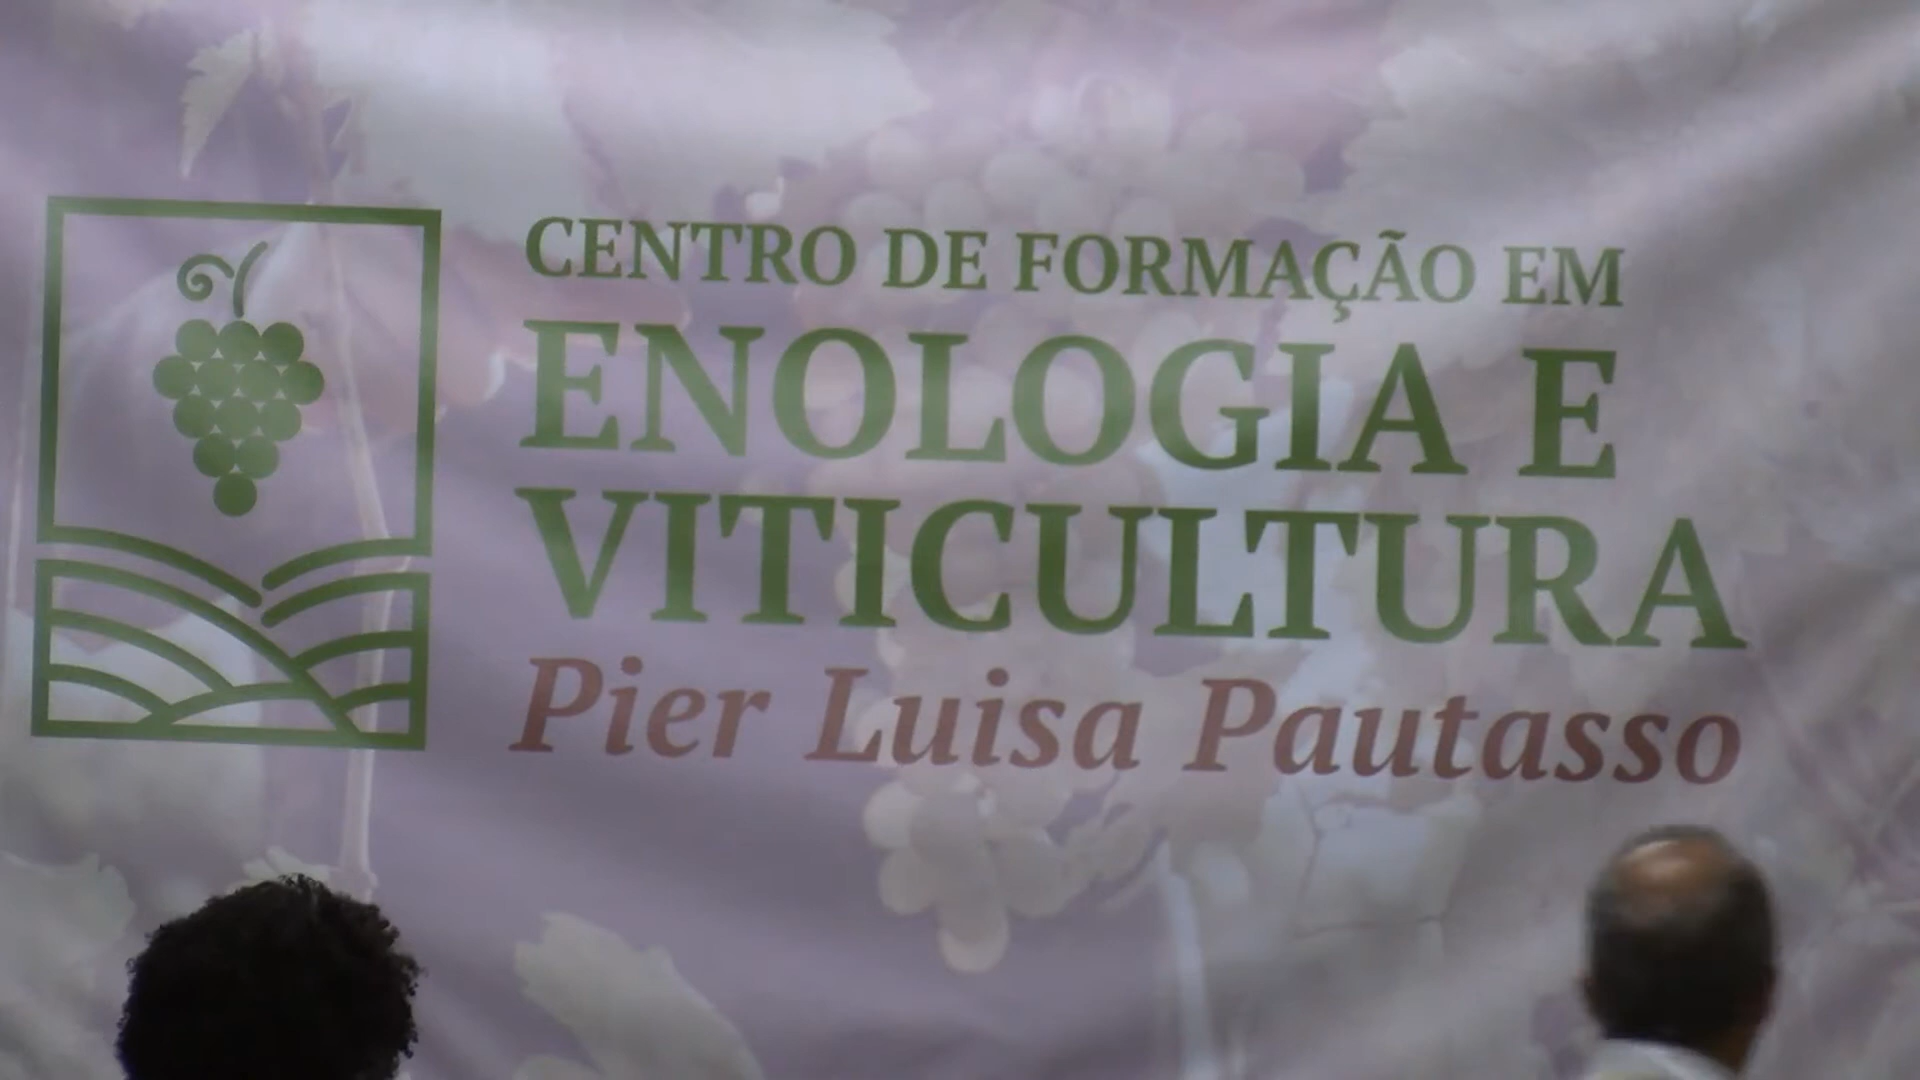 CENTRO DE FORMAÇÃO EM
ENOLOGIA E
VITICULTURA
Pier Luisa Pautasso